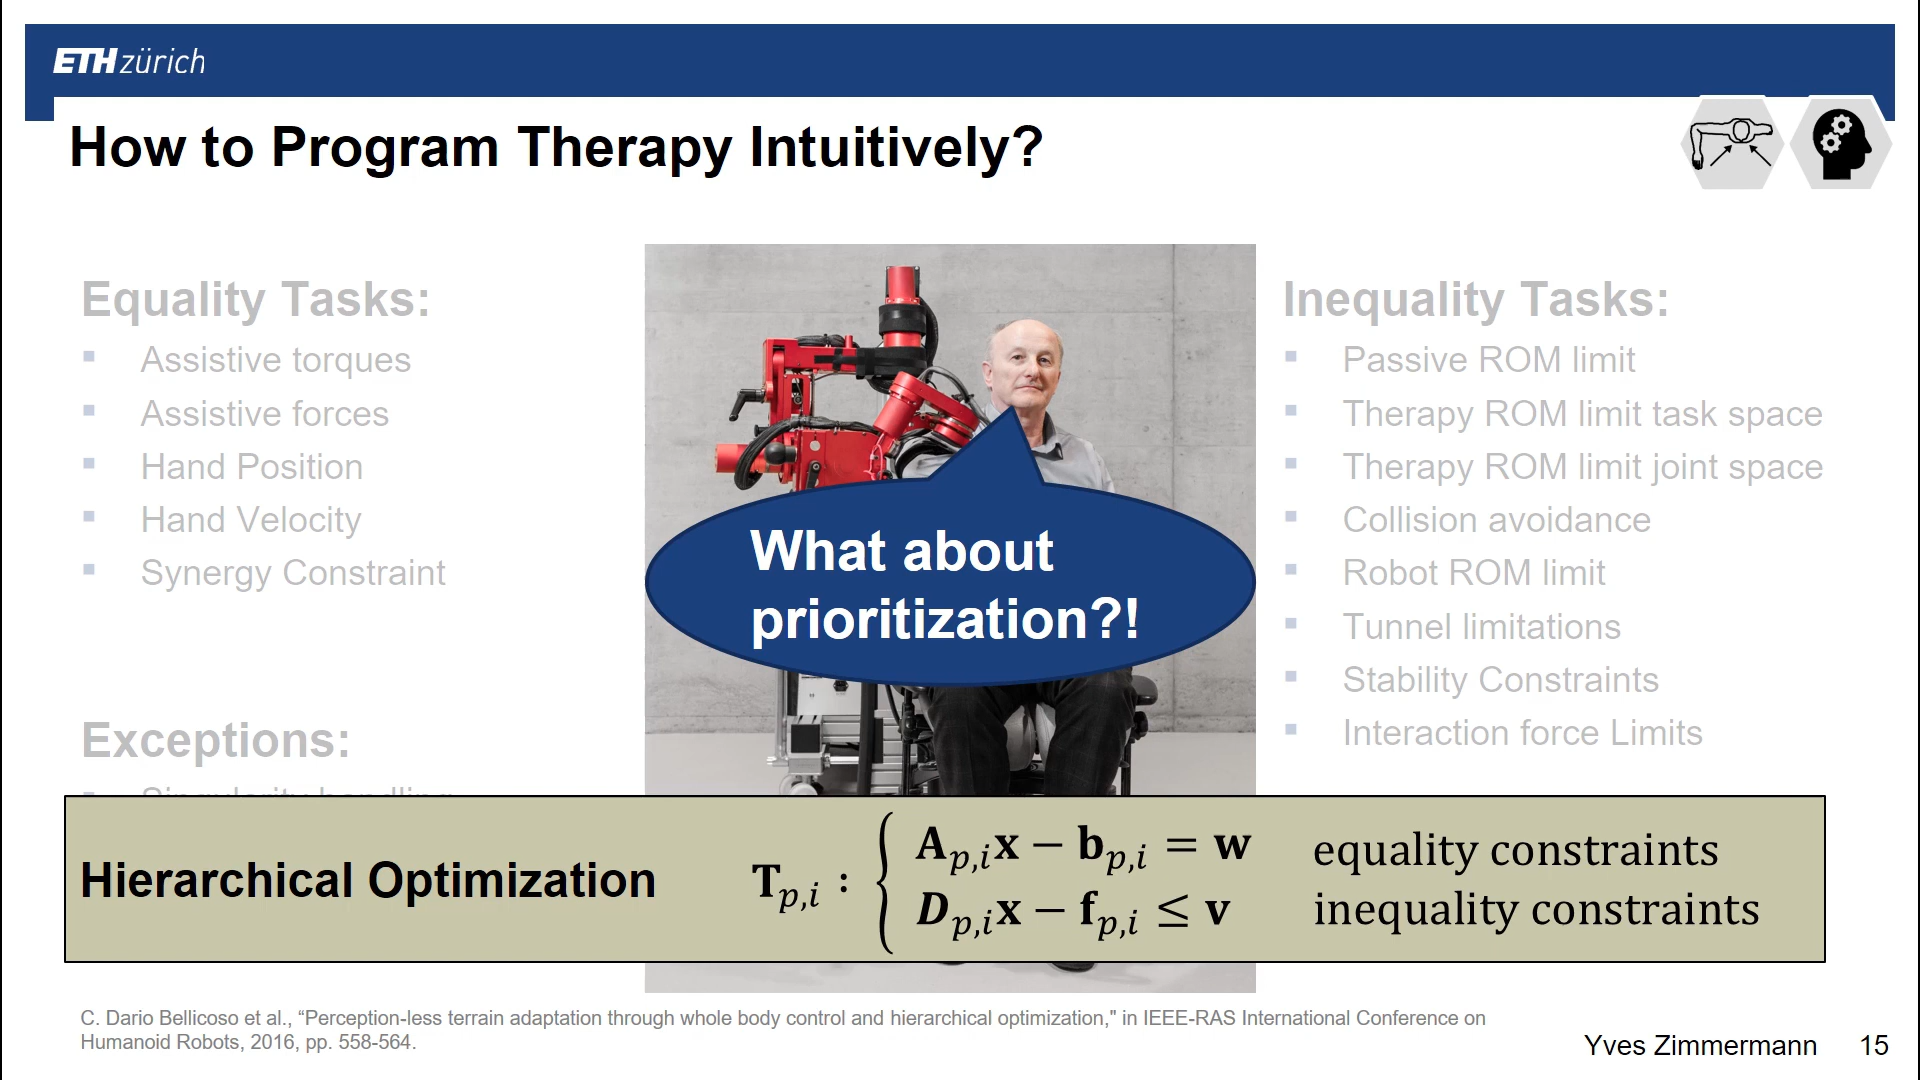 ETH zürich
How to Program Therapy Intuitively?
Equality Tasks:
▪ Assistive torques
▪ Assistive forces
▪ Hand Position
▪ Hand Velocity
▪ Synergy Constraint
Exceptions:
▪ Singularity handling
What about
prioritization?!
Inequality Tasks:
▪ Passive ROM limit
▪ Therapy ROM limit task space
▪ Therapy ROM limit joint space
▪ Collision avoidance
▪ Robot ROM limit
▪ Tunnel limitations
▪ Stability Constraints
▪ Interaction force Limits
Hierarchical Optimization
T_{p,i} : { A_{p,i}x − b_{p,i} = w equality constraints
D_{p,i}x − f_{p,i} ≤ v inequality constraints
C. Dario Bellicoso et al., “Perception-less terrain adaptation through whole body control and hierarchical optimization," in IEEE-RAS International Conference on
Humanoid Robots, 2016, pp. 558-564.
Yves Zimmermann 15